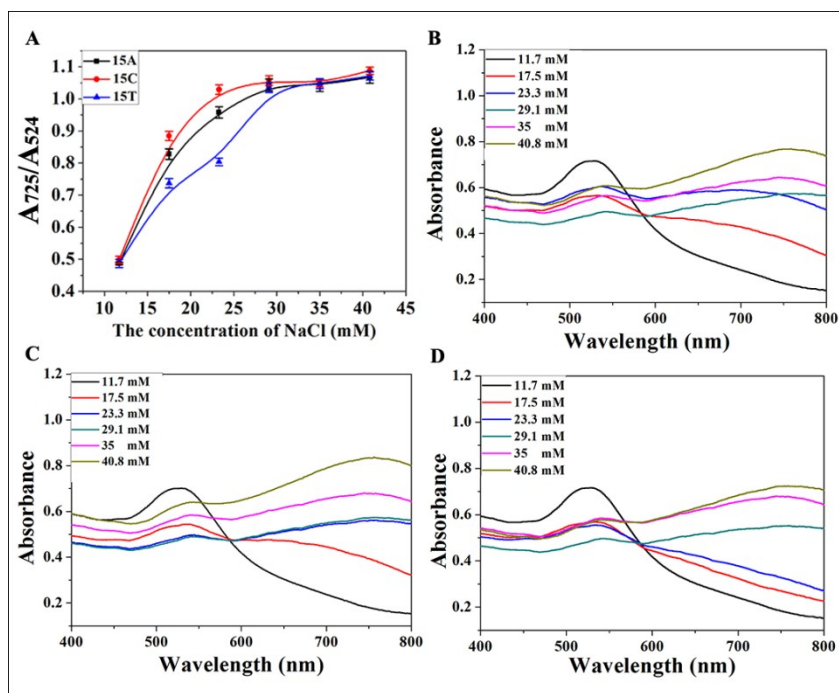 A
15A
15C
15T
1.1
1.0
0.9
0.8
0.7
0.6
0.5
0.4
A725/A524
10 15 20 25 30 35 40 45
The concentration of NaCl (mM)
B
11.7 mM
17.5 mM
23.3 mM
29.1 mM
35 mM
40.8 mM
1.2
1.0
0.8
0.6
0.4
0.2
Absorbance
400 500 600 700 800
Wavelength (nm)
C
11.7 mM
17.5 mM
23.3 mM
29.1 mM
35 mM
40.8 mM
1.2
1.0
0.8
0.6
0.4
0.2
Absorbance
400 500 600 700 800
Wavelength (nm)
D
11.7 mM
17.5 mM
23.3 mM
29.1 mM
35 mM
40.8 mM
1.2
1.0
0.8
0.6
0.4
0.2
Absorbance
400 500 600 700 800
Wavelength (nm)